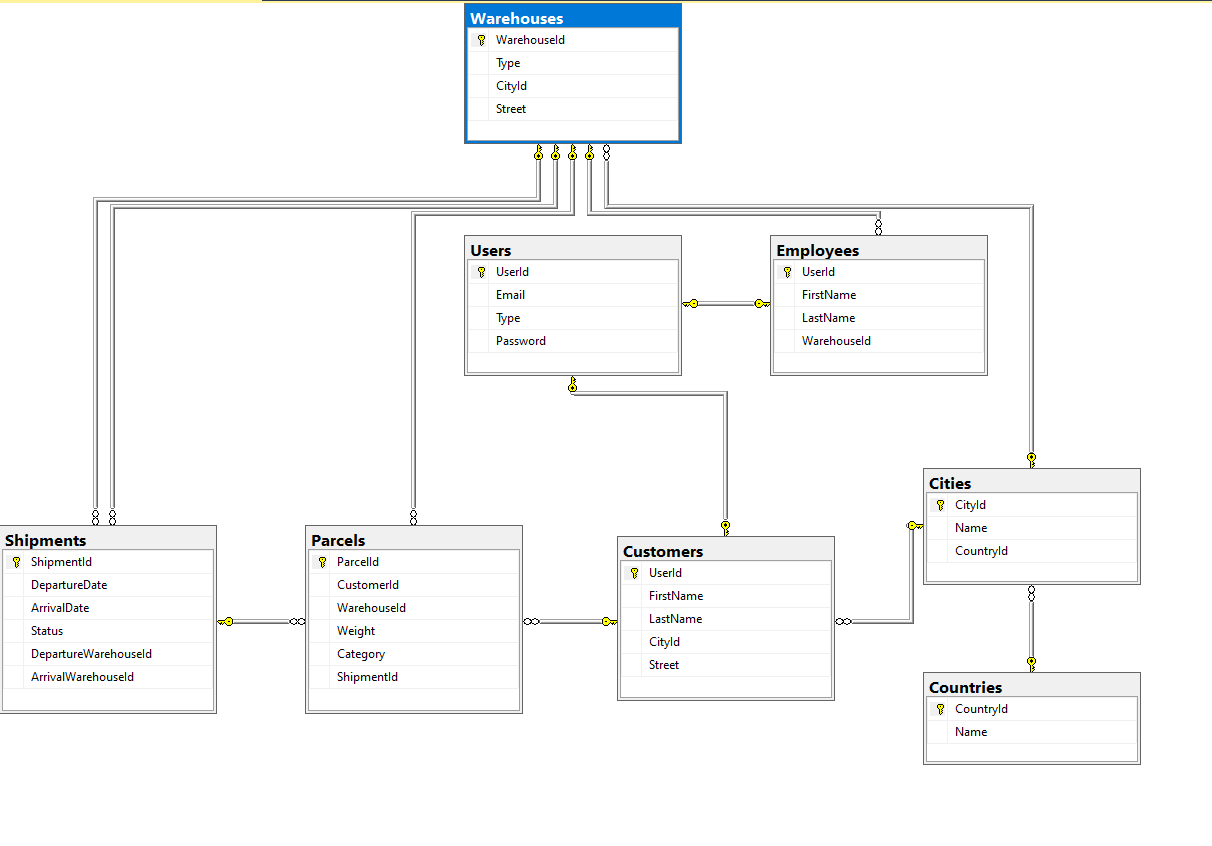 Warehouses
WarehouseId
Type
CityId
Street
Users
UserId
Email
Type
Password
Employees
UserId
FirstName
LastName
WarehouseId
Shipments
ShipmentId
DepartureDate
ArrivalDate
Status
DepartureWarehouseId
ArrivalWarehouseId
Parcels
ParcelId
CustomerId
WarehouseId
Weight
Category
ShipmentId
Customers
UserId
FirstName
LastName
CityId
Street
Cities
CityId
Name
CountryId
Countries
CountryId
Name